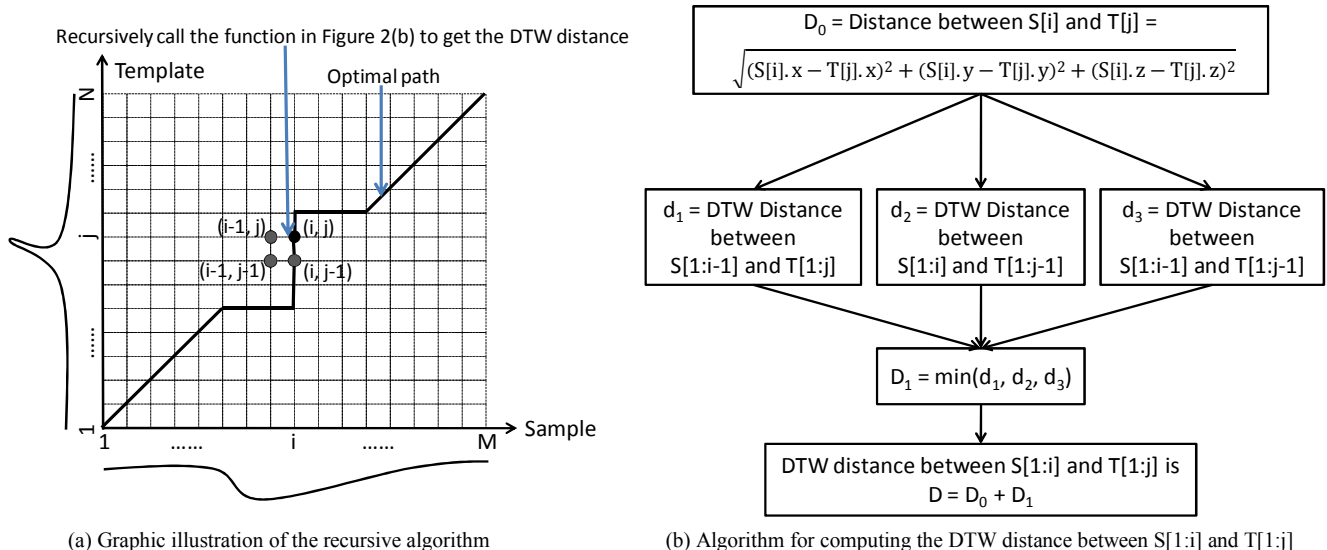 Recursively call the function in Figure 2(b) to get the DTW distance
Template
Optimal path
N
......
(i-1, j)
(i, j)
j
(i-1, j-1)
(i, j-1)
......
1
Sample
1
......
i
......
M
(a) Graphic illustration of the recursive algorithm
D₀ = Distance between S[i] and T[j] =
√(S[i].x − T[j].x)² + (S[i].y − T[j].y)² + (S[i].z − T[j].z)²
d₁ = DTW Distance
between
S[1:i-1] and T[1:j]
d₂ = DTW Distance
between
S[1:i] and T[1:j-1]
d₃ = DTW Distance
between
S[1:i-1] and T[1:j-1]
D₁ = min(d₁, d₂, d₃)
DTW distance between S[1:i] and T[1:j] is
D = D₀ + D₁
(b) Algorithm for computing the DTW distance between S[1:i] and T[1:j]